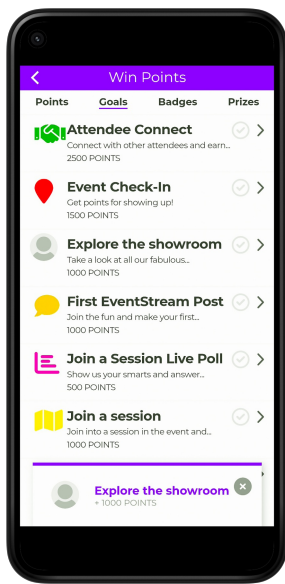 Win Points
Points Goals Badges Prizes
Attendee Connect
Connect with other attendees and earn...
2500 POINTS
Event Check-In
Get points for showing up!
1500 POINTS
Explore the showroom
Take a look at all our fabulous...
1000 POINTS
First EventStream Post
Join the fun and make your first...
1000 POINTS
Join a Session Live Poll
Show us your smarts and answer...
500 POINTS
Join a session
Join into a session in the event and...
1000 POINTS
Explore the showroom
+ 1000 POINTS